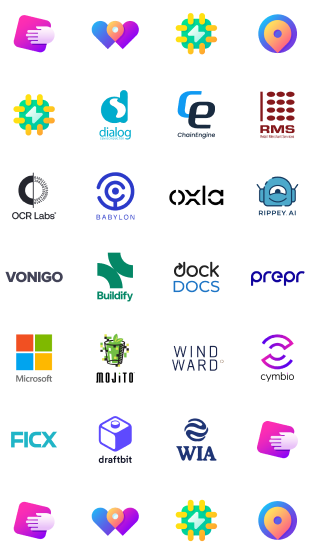 dialog
ChainEngine
RMS
OCR Labs
BABYLON
oxla
RIPPEY AI
VONIGO
Buildify
dock
DOCS
prepr
Microsoft
MOJITO
WIND
WARD
cymbio
FICX
draftbit
WIA